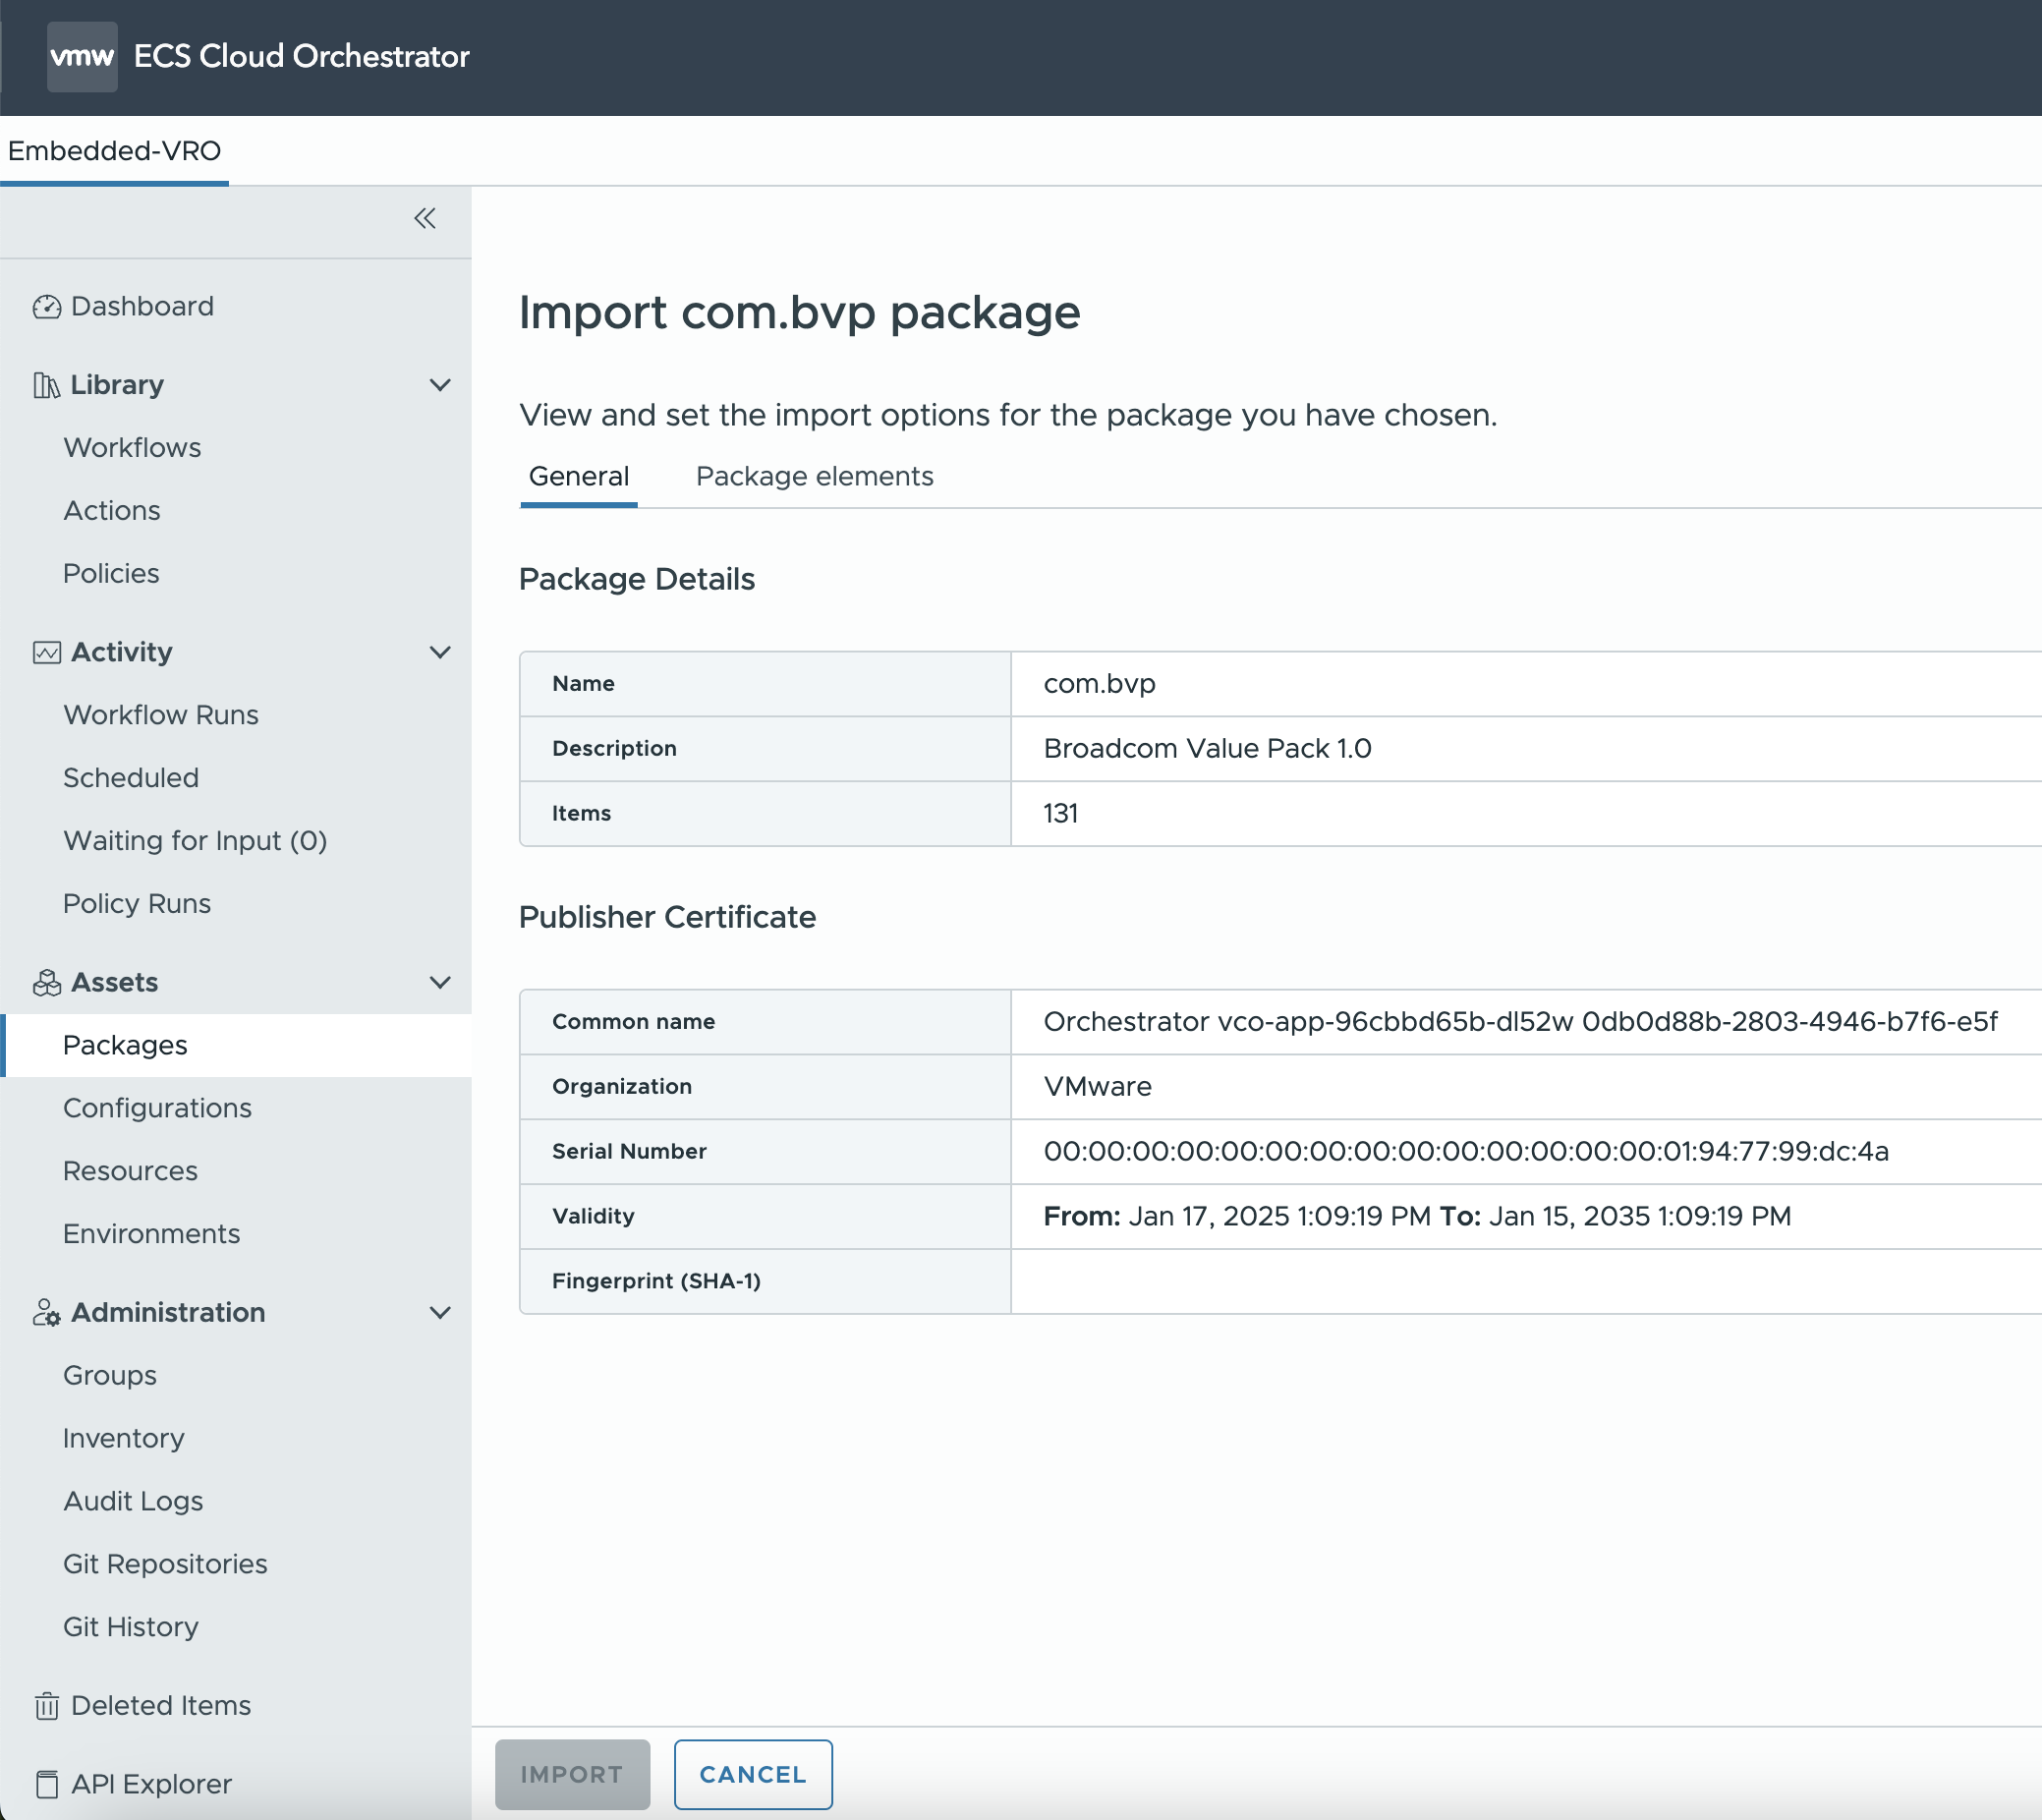 vmw ECS Cloud Orchestrator
Embedded-VRO
Dashboard
Library
Workflows
Actions
Policies
Activity
Workflow Runs
Scheduled
Waiting for Input (0)
Policy Runs
Assets
Packages
Configurations
Resources
Environments
Administration
Groups
Inventory
Audit Logs
Git Repositories
Git History
Deleted Items
API Explorer
Import com.bvp package
View and set the import options for the package you have chosen.
General Package elements
Package Details
Name com.bvp
Description Broadcom Value Pack 1.0
Items 131
Publisher Certificate
Common name Orchestrator vco-app-96cbbd65b-dl52w 0db0d88b-2803-4946-b7f6-e5f
Organization VMware
Serial Number 00:00:00:00:00:00:00:00:00:00:00:00:00:00:01:94:77:99:dc:4a
Validity From: Jan 17, 2025 1:09:19 PM To: Jan 15, 2035 1:09:19 PM
Fingerprint (SHA-1)
IMPORT CANCEL